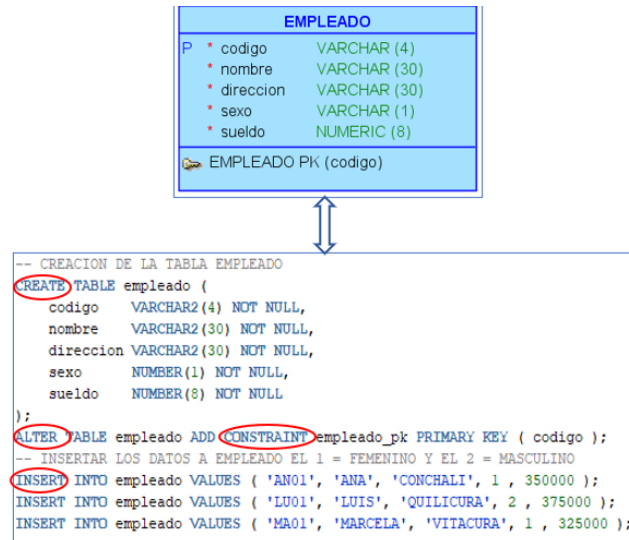 EMPLEADO
P * codigo VARCHAR (4)
* nombre VARCHAR (30)
* direccion VARCHAR (30)
* sexo VARCHAR (1)
* sueldo NUMERIC (8)
EMPLEADO PK (codigo)
-- CREACION DE LA TABLA EMPLEADO
CREATE TABLE empleado (
codigo VARCHAR2(4) NOT NULL,
nombre VARCHAR2(30) NOT NULL,
direccion VARCHAR2(30) NOT NULL,
sexo NUMBER(1) NOT NULL,
sueldo NUMBER(8) NOT NULL
);
ALTER TABLE empleado ADD CONSTRAINT empleado_pk PRIMARY KEY ( codigo );
-- INSERTAR LOS DATOS A EMPLEADO EL 1 = FEMENINO Y EL 2 = MASCULINO
INSERT INTO empleado VALUES ( 'AN01', 'ANA', 'CONCHALI', 1 , 350000 );
INSERT INTO empleado VALUES ( 'LU01', 'LUIS', 'QUILICURA', 2 , 375000 );
INSERT INTO empleado VALUES ( 'MA01', 'MARCELA', 'VITACURA', 1 , 325000 );